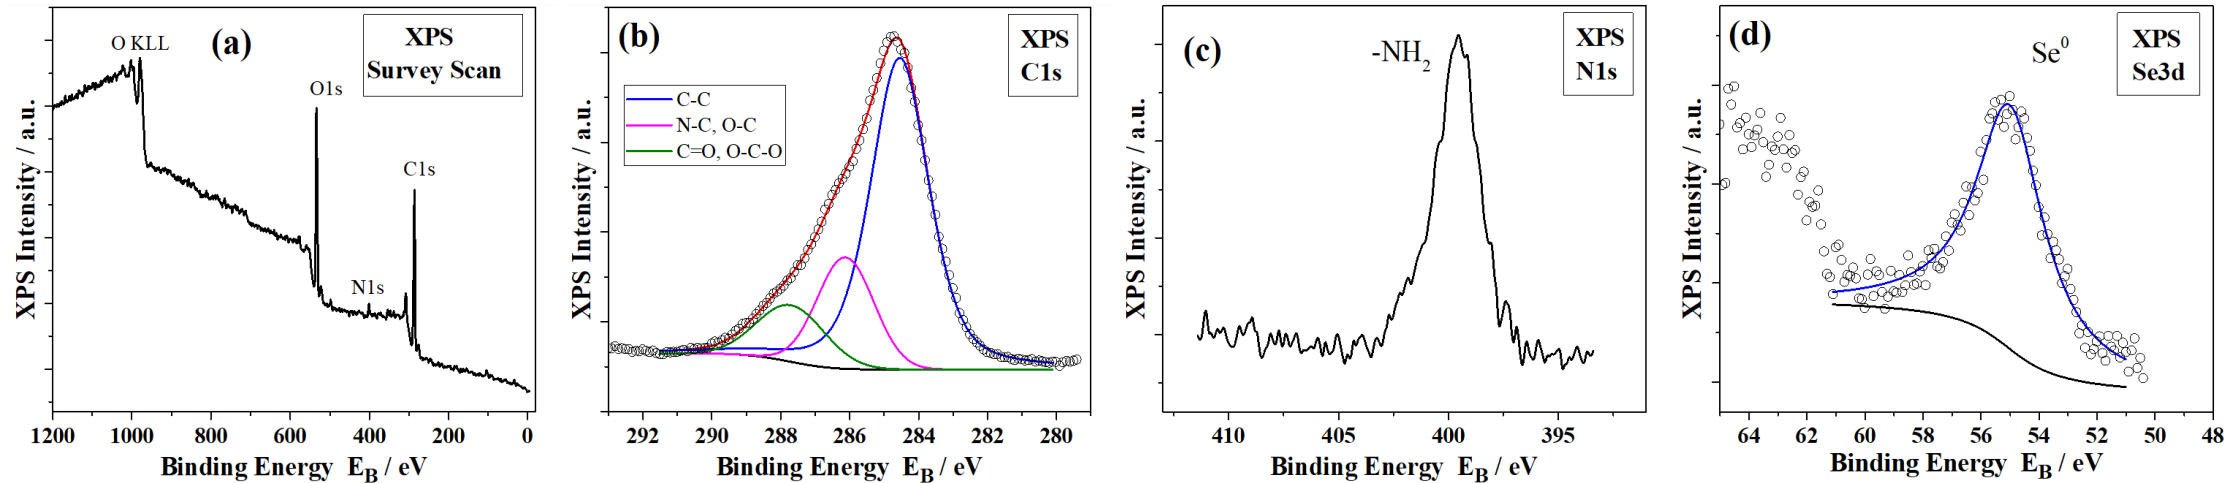 (a)
XPS
Survey Scan
O KLL
O1s
C1s
N1s
XPS Intensity / a.u.
1200 1000 800 600 400 200 0
Binding Energy E_B / eV
(b)
XPS
C1s
C-C
N-C, O-C
C=O, O-C-O
XPS Intensity / a.u.
292 290 288 286 284 282 280
Binding Energy E_B / eV
(c)
XPS
N1s
-NH₂
XPS Intensity / a.u.
410 405 400 395
Binding Energy E_B / eV
(d)
XPS
Se3d
Se⁰
XPS Intensity / a.u.
64 62 60 58 56 54 52 50 48
Binding Energy E_B / eV